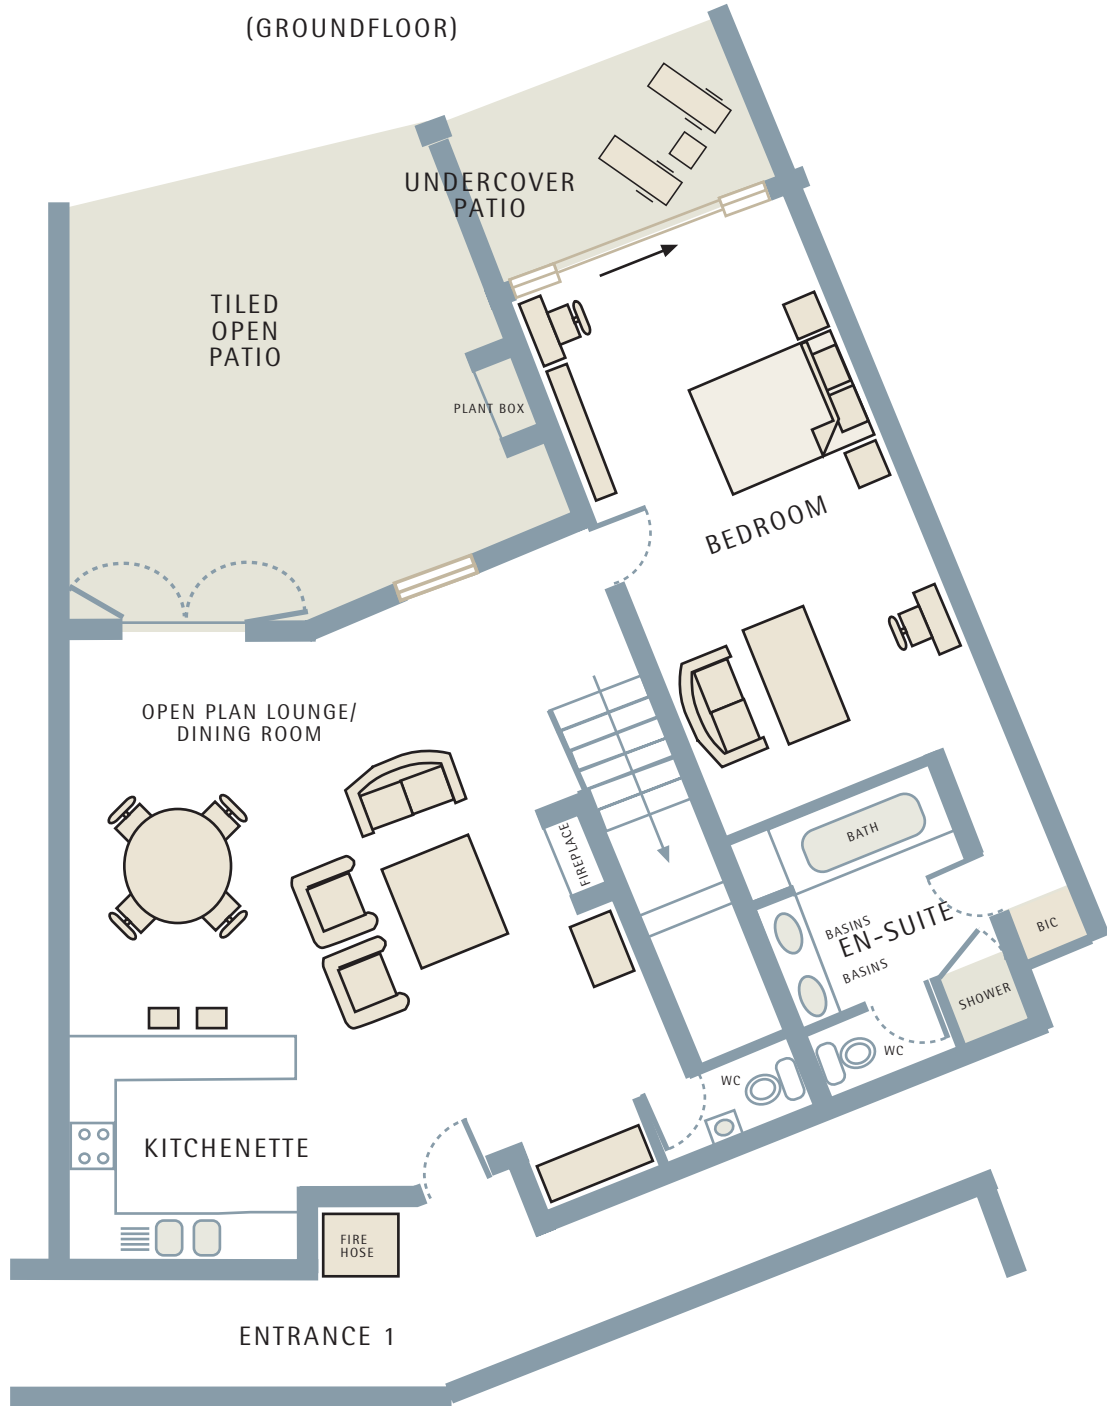 (GROUNDFLOOR)
UNDERCOVER
PATIO
TILED
OPEN
PATIO
PLANT BOX
BEDROOM
OPEN PLAN LOUNGE/
DINING ROOM
FIREPLACE
BATH
BASINS
EN-SUITE
BASINS
BIC
SHOWER
WC
WC
KITCHENETTE
FIRE
HOSE
ENTRANCE 1